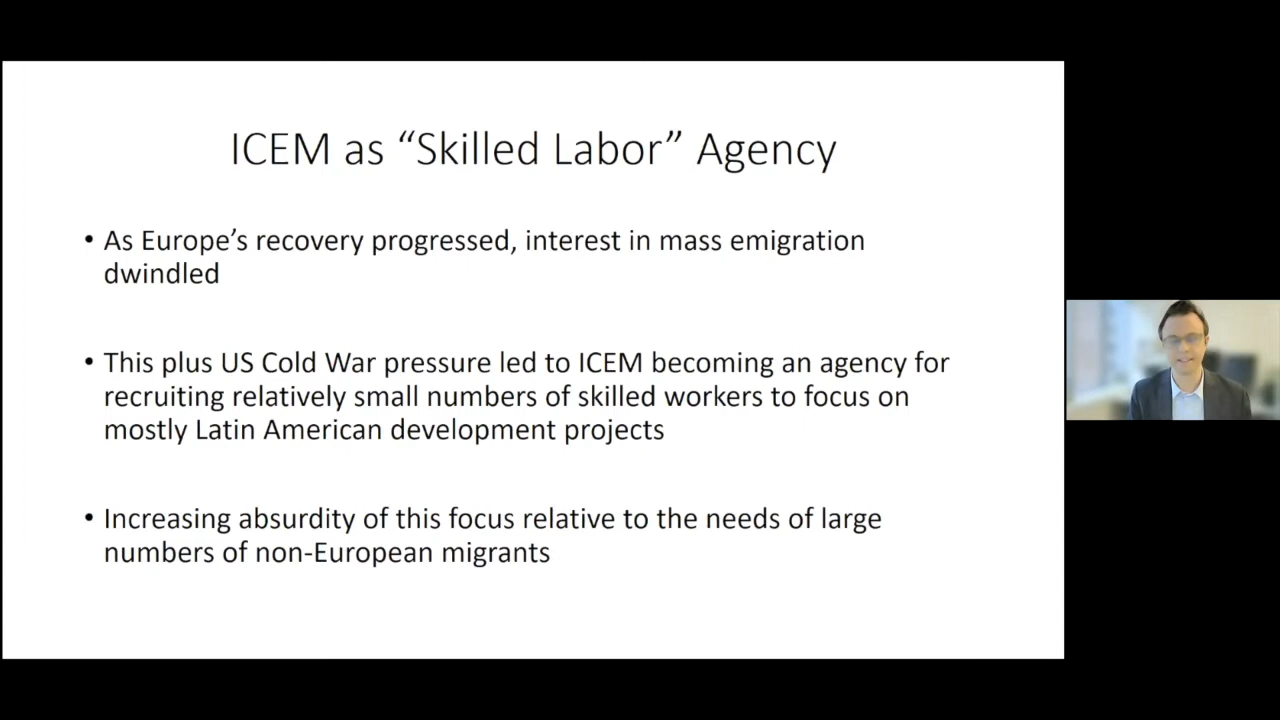 ICEM as “Skilled Labor” Agency
• As Europe’s recovery progressed, interest in mass emigration
dwindled
• This plus US Cold War pressure led to ICEM becoming an agency for
recruiting relatively small numbers of skilled workers to focus on
mostly Latin American development projects
• Increasing absurdity of this focus relative to the needs of large
numbers of non-European migrants